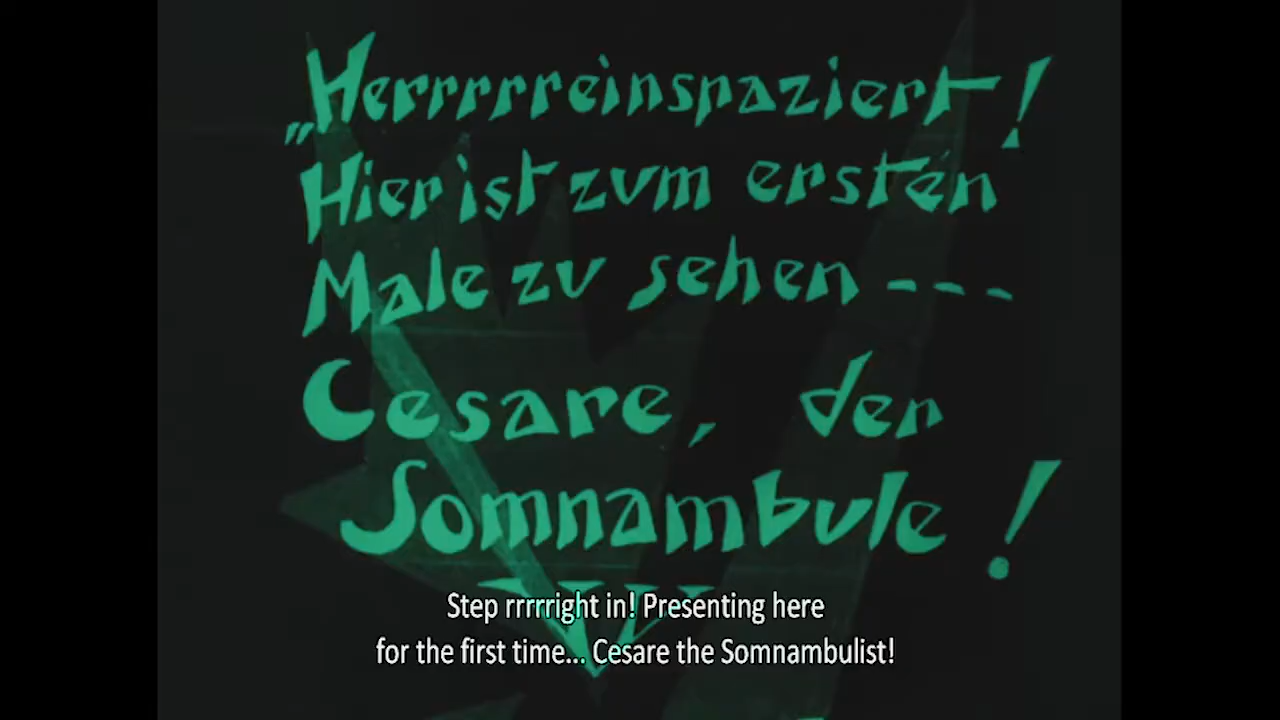 „Herrrrreinspaziert!
Hier ist zum ersten
Male zu sehen ---
Cesare, der
Somnambule!
Step rrrrright in! Presenting here
for the first time... Cesare the Somnambulist!